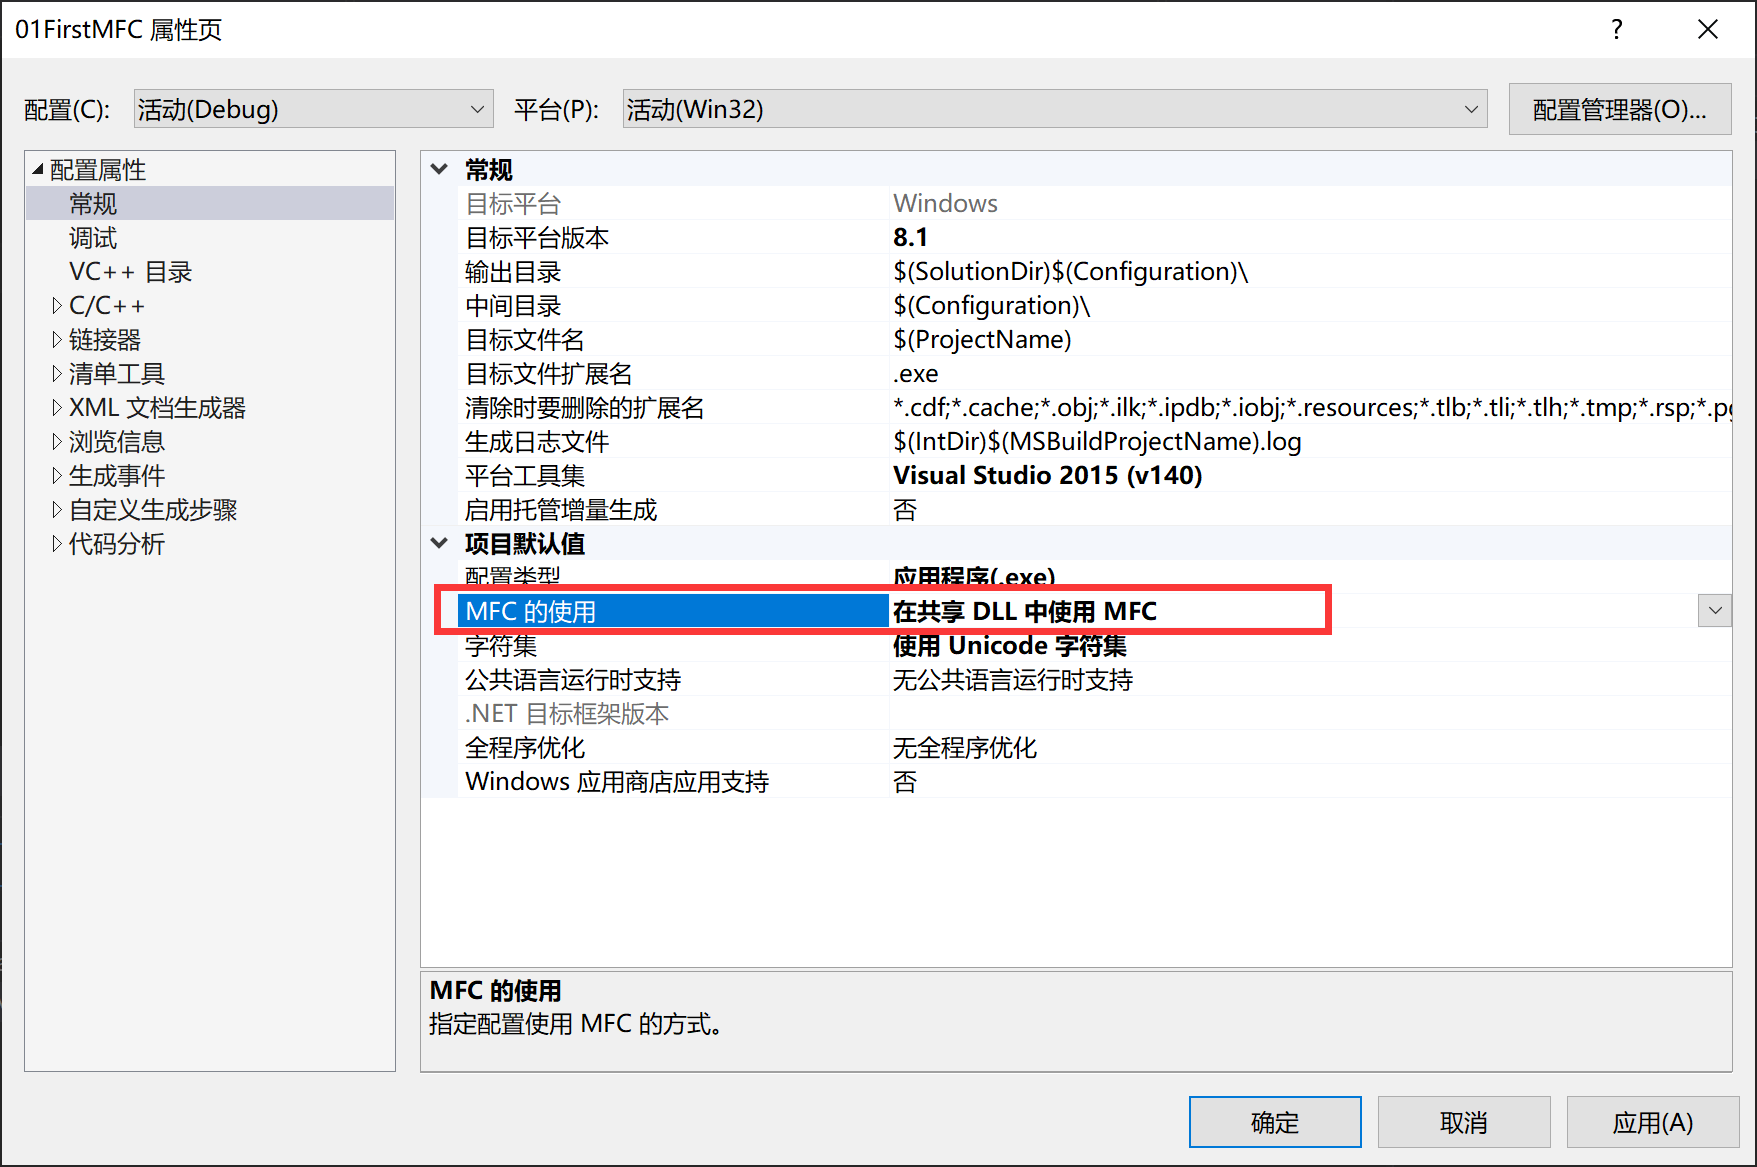 01FirstMFC 属性页
配置(C): 活动(Debug) 平台(P): 活动(Win32) 配置管理器(O)...
配置属性
常规
调试
VC++ 目录
C/C++
链接器
清单工具
XML 文档生成器
浏览信息
生成事件
自定义生成步骤
代码分析
常规
目标平台 Windows
目标平台版本 8.1
输出目录 $(SolutionDir)$(Configuration)\
中间目录 $(Configuration)\
目标文件名 $(ProjectName)
目标文件扩展名 .exe
清除时要删除的扩展名 *.cdf;*.cache;*.obj;*.ilk;*.ipdb;*.iobj;*.resources;*.tlb;*.tli;*.tlh;*.tmp;*.rsp;*.pg
生成日志文件 $(IntDir)$(MSBuildProjectName).log
平台工具集 Visual Studio 2015 (v140)
启用托管增量生成 否
项目默认值
配置类型 应用程序(.exe)
MFC 的使用 在共享 DLL 中使用 MFC
字符集 使用 Unicode 字符集
公共语言运行时支持 无公共语言运行时支持
.NET 目标框架版本
全程序优化 无全程序优化
Windows 应用商店应用支持 否
MFC 的使用
指定配置使用 MFC 的方式。
确定 取消 应用(A)